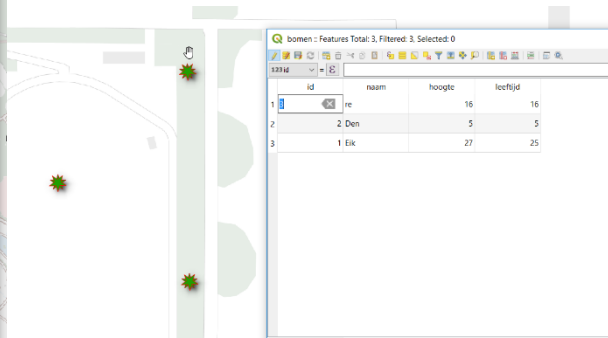 bomen :: Features Total: 3, Filtered: 3, Selected: 0
123 id = ε
id naam hoogte leeftijd
1 re 16 16
2 2 Den 5 5
3 1 Eik 27 25